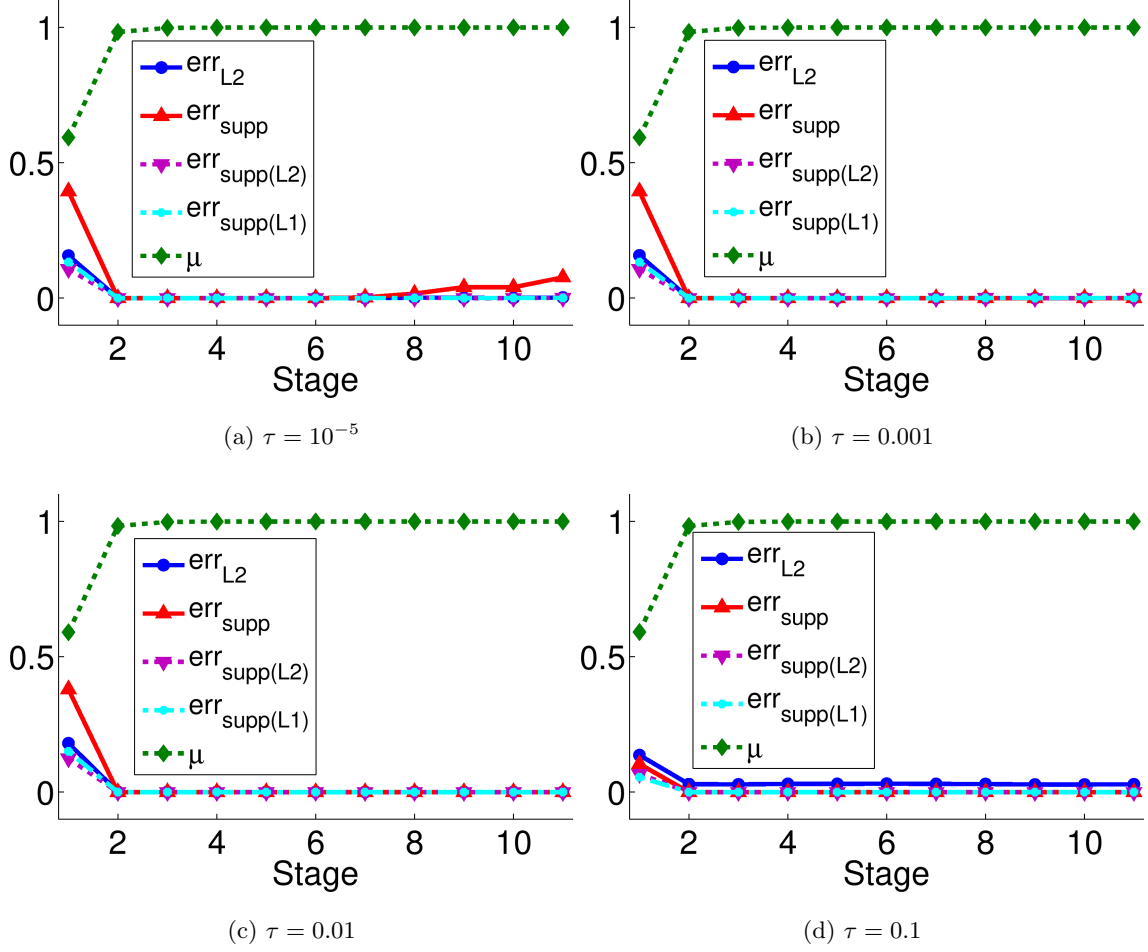 1
0.5
0
err_L2
err_supp
err_supp(L2)
err_supp(L1)
μ
2 4 6 8 10
Stage
(a) τ = 10^−5
1
0.5
0
err_L2
err_supp
err_supp(L2)
err_supp(L1)
μ
2 4 6 8 10
Stage
(b) τ = 0.001
1
0.5
0
err_L2
err_supp
err_supp(L2)
err_supp(L1)
μ
2 4 6 8 10
Stage
(c) τ = 0.01
1
0.5
0
err_L2
err_supp
err_supp(L2)
err_supp(L1)
μ
2 4 6 8 10
Stage
(d) τ = 0.1